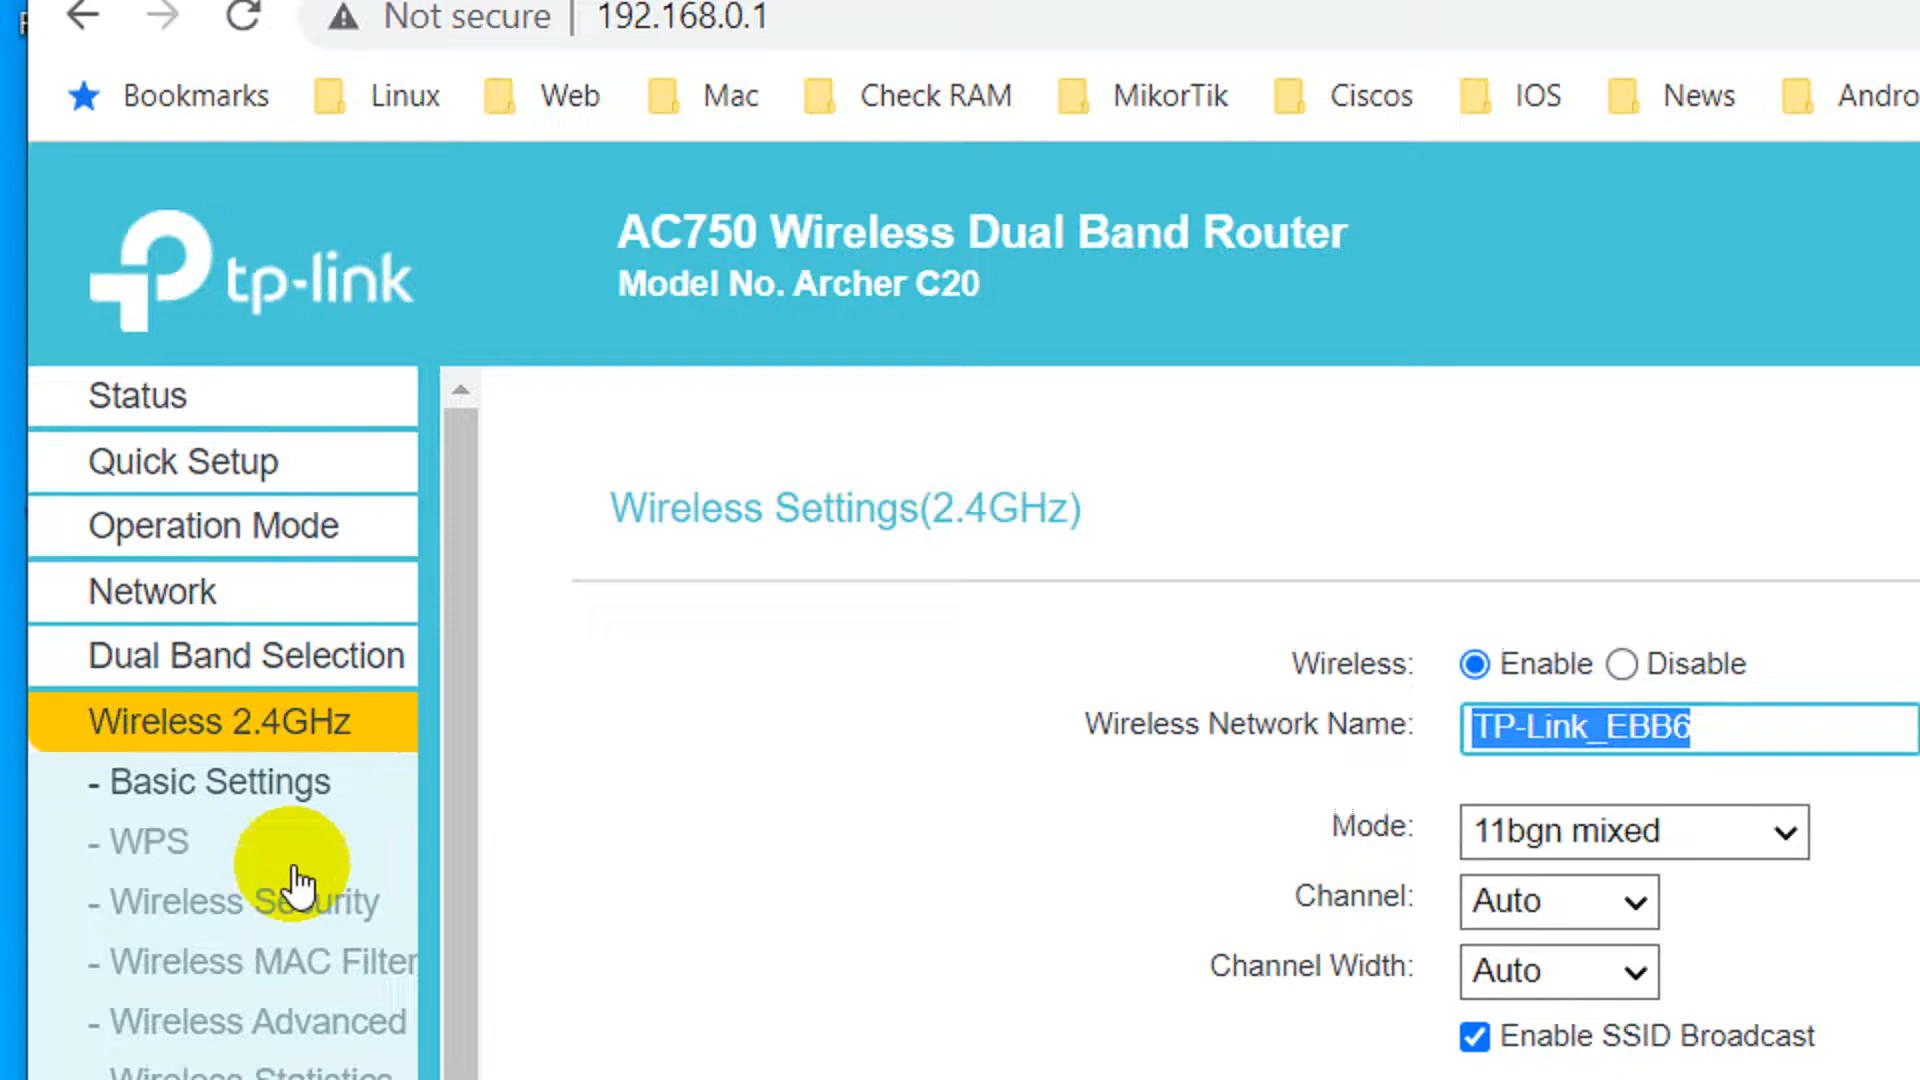 Not secure | 192.168.0.1
Bookmarks Linux Web Mac Check RAM MikorTik Ciscos IOS News Andro
tp-link
AC750 Wireless Dual Band Router
Model No. Archer C20
Status
Quick Setup
Operation Mode
Network
Dual Band Selection
Wireless 2.4GHz
- Basic Settings
- WPS
- Wireless Security
- Wireless MAC Filter
- Wireless Advanced
Wireless Statistics
Wireless Settings(2.4GHz)
Wireless: Enable Disable
Wireless Network Name: TP-Link_EBB6
Mode: 11bgn mixed
Channel: Auto
Channel Width: Auto
Enable SSID Broadcast